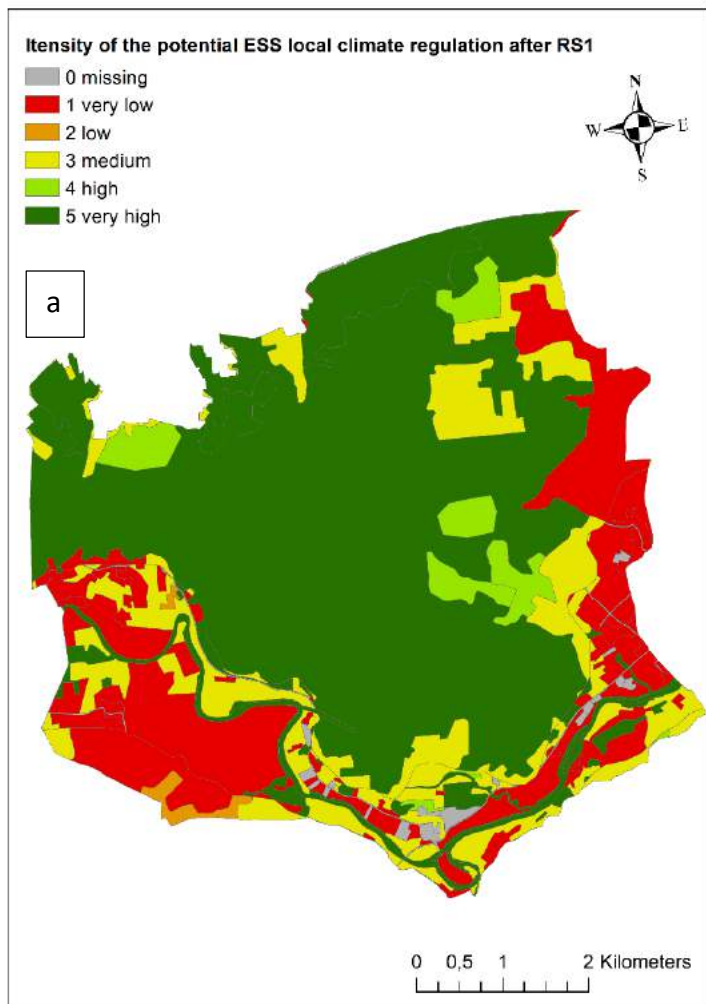 Itensity of the potential ESS local climate regulation after RS1
0 missing
1 very low
2 low
3 medium
4 high
5 very high
N
W E
S
a
0 0,5 1 2 Kilometers